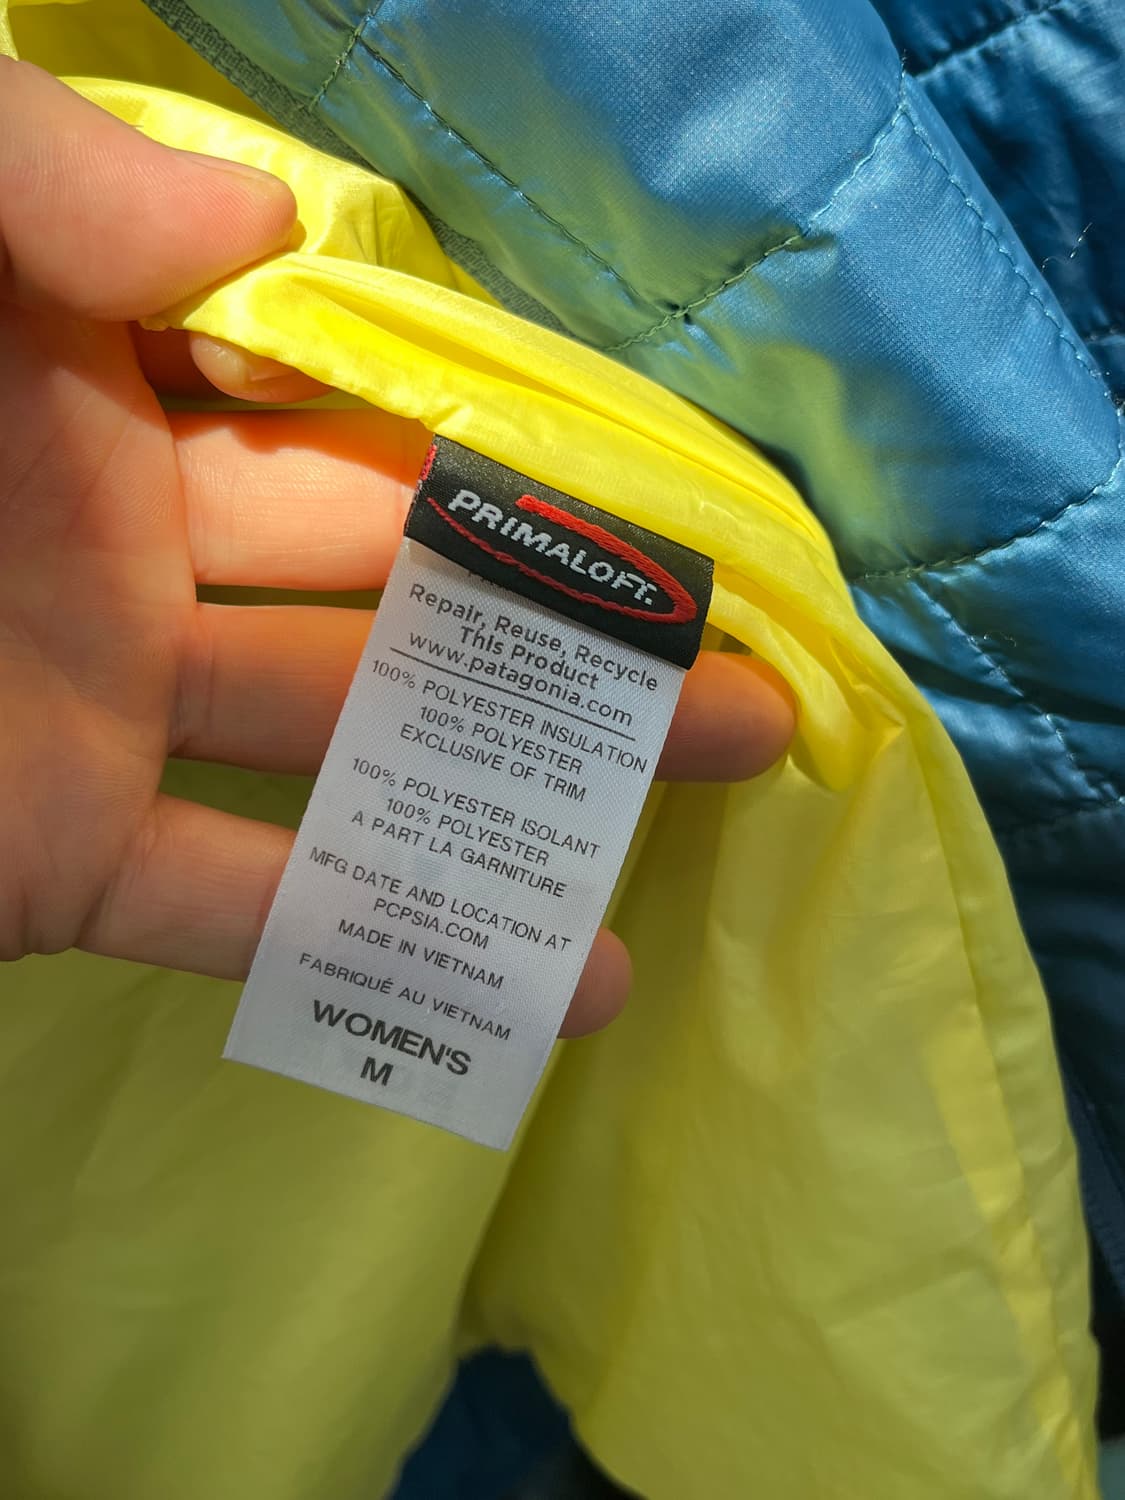 PRIMALOFT.
Repair, Reuse, Recycle
This Product
www.patagonia.com
100% POLYESTER INSULATION
100% POLYESTER
EXCLUSIVE OF TRIM
100% POLYESTER ISOLANT
100% POLYESTER
A PART LA GARNITURE
MFG DATE AND LOCATION AT
PCPSIA.COM
MADE IN VIETNAM
FABRIQUÉ AU VIETNAM
WOMEN'S
M